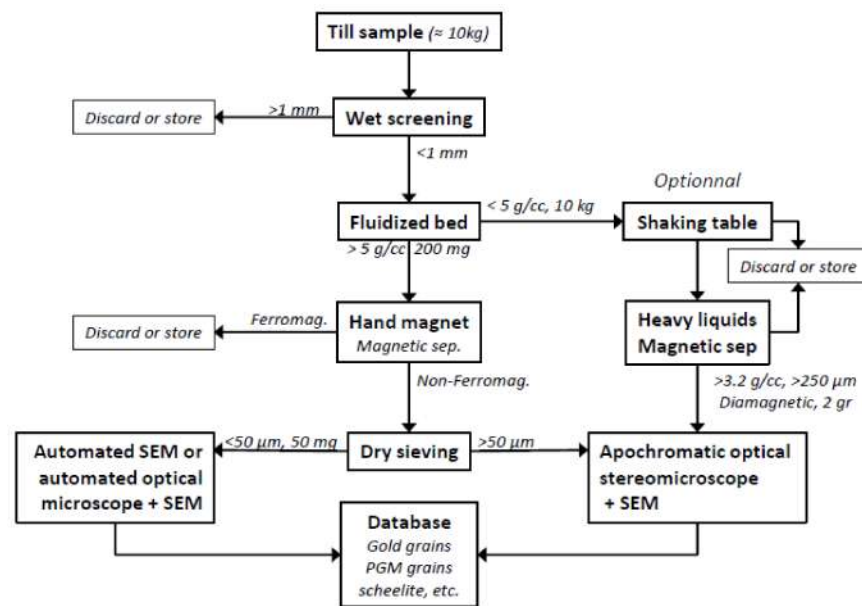 Till sample (≈ 10kg)
>1 mm
Discard or store
Wet screening
<1 mm
Optionnal
< 5 g/cc, 10 kg
Fluidized bed
Shaking table
> 5 g/cc 200 mg
Discard or store
Ferromag.
Discard or store
Hand magnet
Magnetic sep.
Heavy liquids
Magnetic sep
Non-Ferromag.
>3.2 g/cc, >250 µm
Diamagnetic, 2 gr
<50 µm, 50 mg
Dry sieving
>50 µm
Automated SEM or
automated optical
microscope + SEM
Apochromatic optical
stereomicroscope
+ SEM
Database
Gold grains
PGM grains
scheelite, etc.